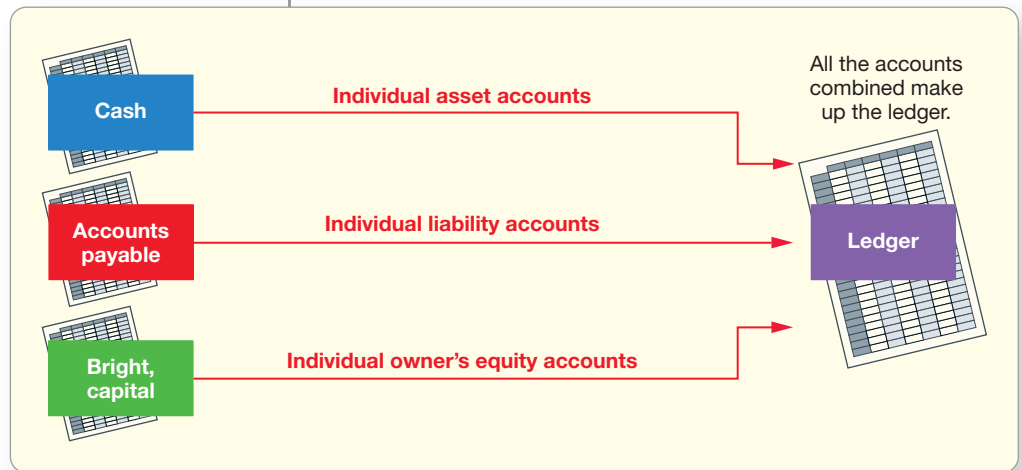 Cash
Individual asset accounts
All the accounts
combined make
up the ledger.
Accounts
payable
Individual liability accounts
Ledger
Bright,
capital
Individual owner's equity accounts